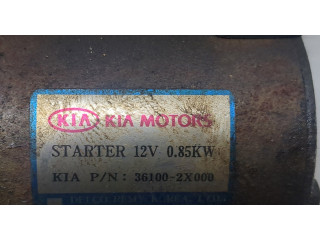 KIA KIA MOTORS
STARTER 12V 0.85KW
KIA P/N: 36100-2X000